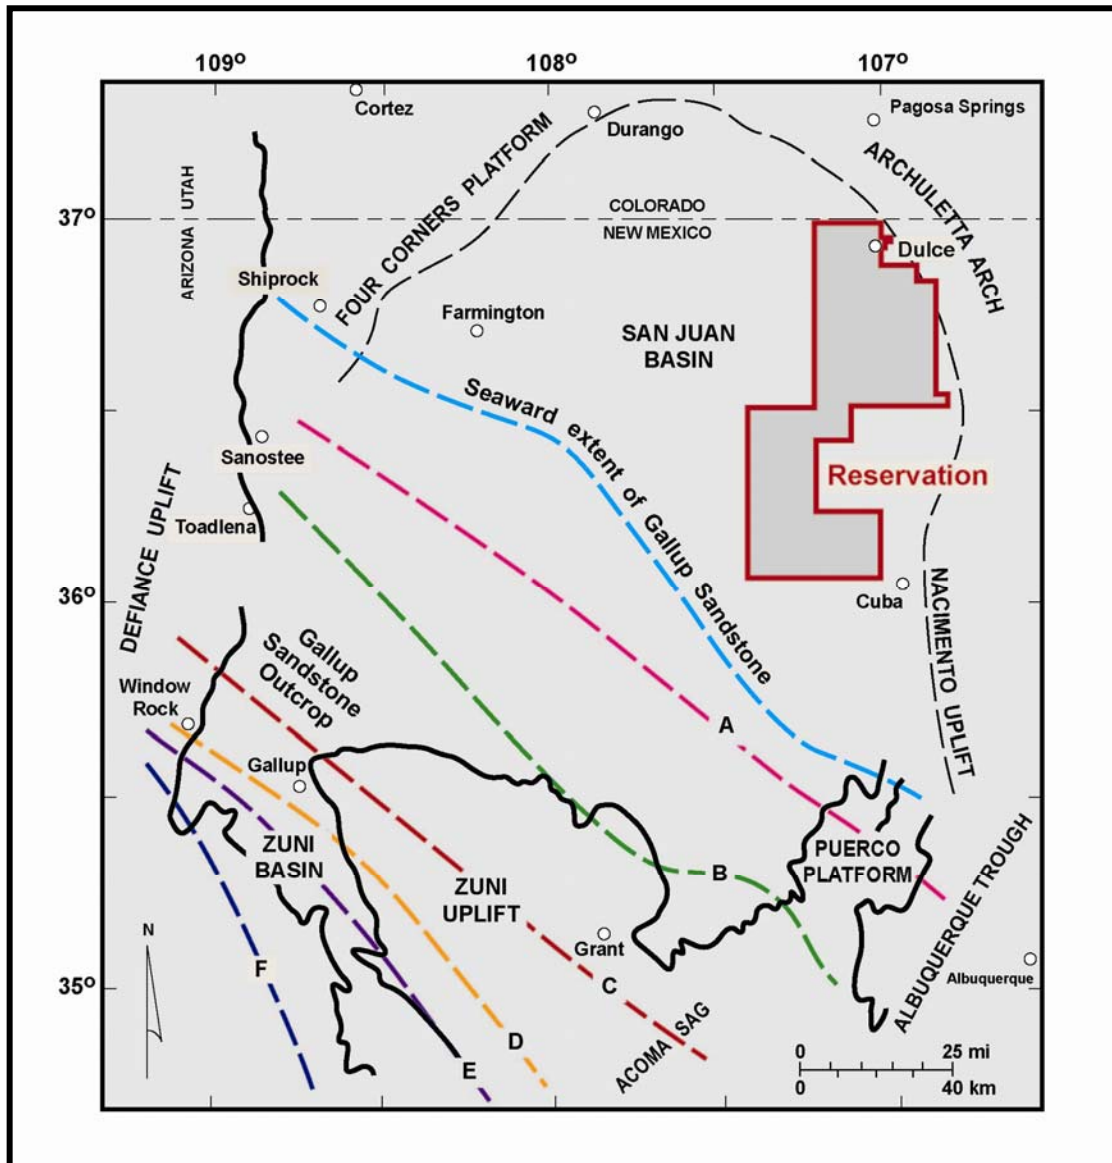 109°
108°
107°
Cortez
Durango
Pagosa Springs
FOUR CORNERS PLATFORM
ARCHULETTA ARCH
ARIZONA
UTAH
37°
COLORADO
NEW MEXICO
Dulce
Shiprock
Farmington
SAN JUAN
BASIN
Seaward extent of Gallup Sandstone
Sanostee
Reservation
Toadlena
DEFIANCE UPLIFT
36°
Cuba
NACIMENTO UPLIFT
Gallup
Sandstone
Outcrop
Window
Rock
A
Gallup
ZUNI
BASIN
PUERCO
PLATFORM
B
ZUNI
UPLIFT
ALBUQUERQUE TROUGH
N
Grant
F
C
35°
Albuquerque
D
E
ACOMA SAG
0
25 mi
0
40 km